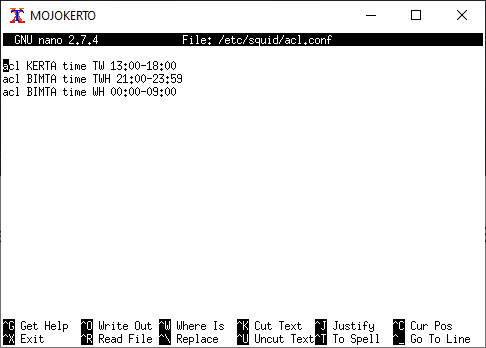 MOJOKERTO
GNU nano 2.7.4 File: /etc/squid/acl.conf
acl KERTA time TW 13:00-18:00
acl BIMTA time TWH 21:00-23:59
acl BIMTA time WH 00:00-09:00
^G Get Help ^O Write Out ^W Where Is ^K Cut Text ^J Justify ^C Cur Pos
^X Exit ^R Read File ^\ Replace ^U Uncut Text ^T To Spell ^_ Go To Line